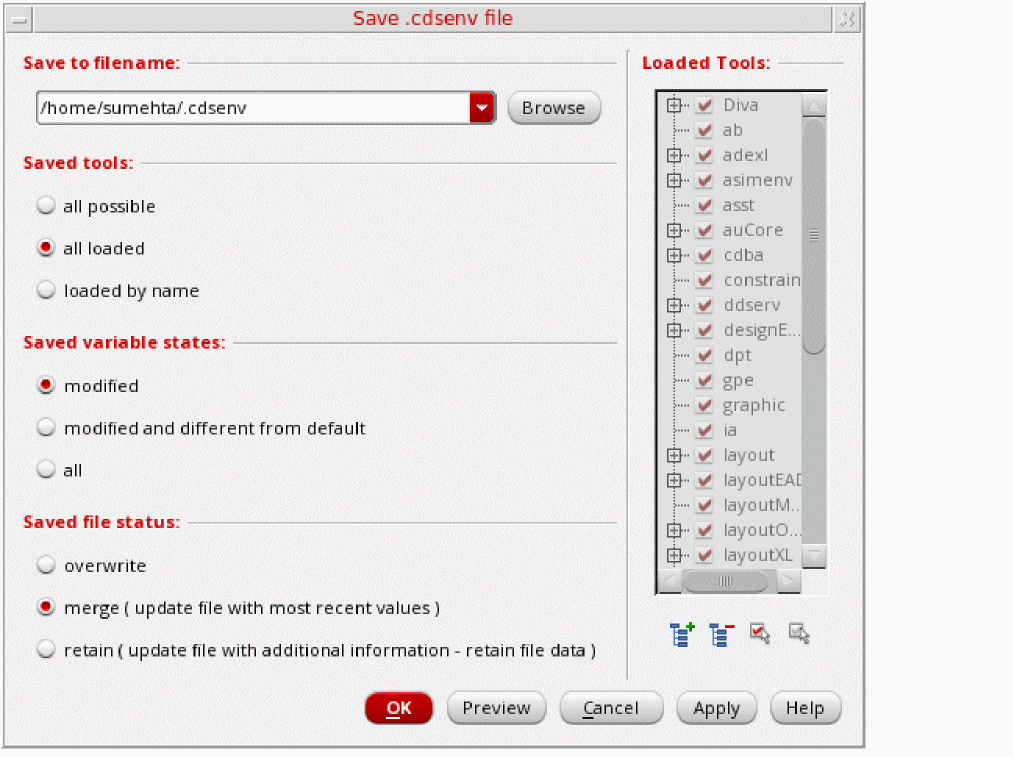 Save .cdsenv file
Save to filename:
/home/sumehta/.cdsenv
Browse
Saved tools:
all possible
all loaded
loaded by name
Saved variable states:
modified
modified and different from default
all
Saved file status:
overwrite
merge ( update file with most recent values )
retain ( update file with additional information - retain file data )
Loaded Tools:
Diva
ab
adexl
asimenv
asst
auCore
cdba
constrain
ddserv
designE...
dpt
gpe
graphic
ia
layout
layoutEAD
layoutM...
layoutO...
layoutXL
OK Preview Cancel Apply Help